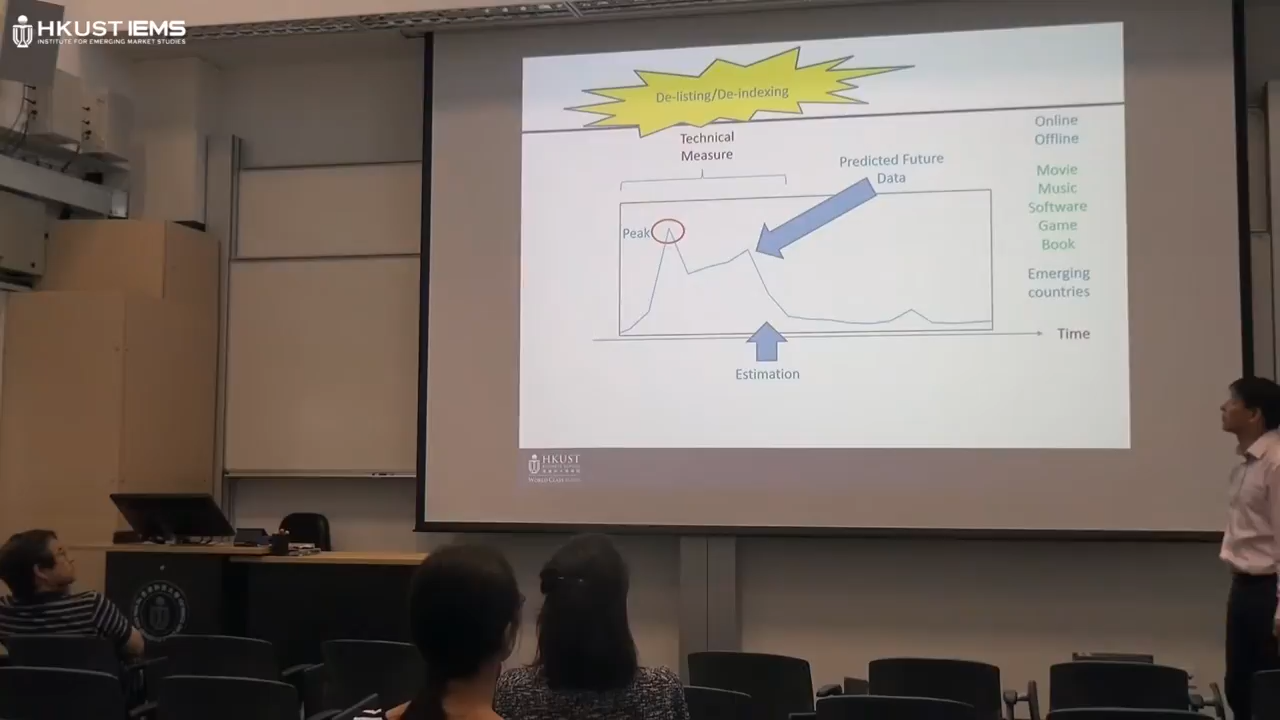 HKUST IEMS
INSTITUTE FOR EMERGING MARKET STUDIES
De-listing/De-indexing
Technical
Measure
Predicted Future
Data
Peak
Estimation
Time
Online
Offline
Movie
Music
Software
Game
Book
Emerging
countries
HKUST